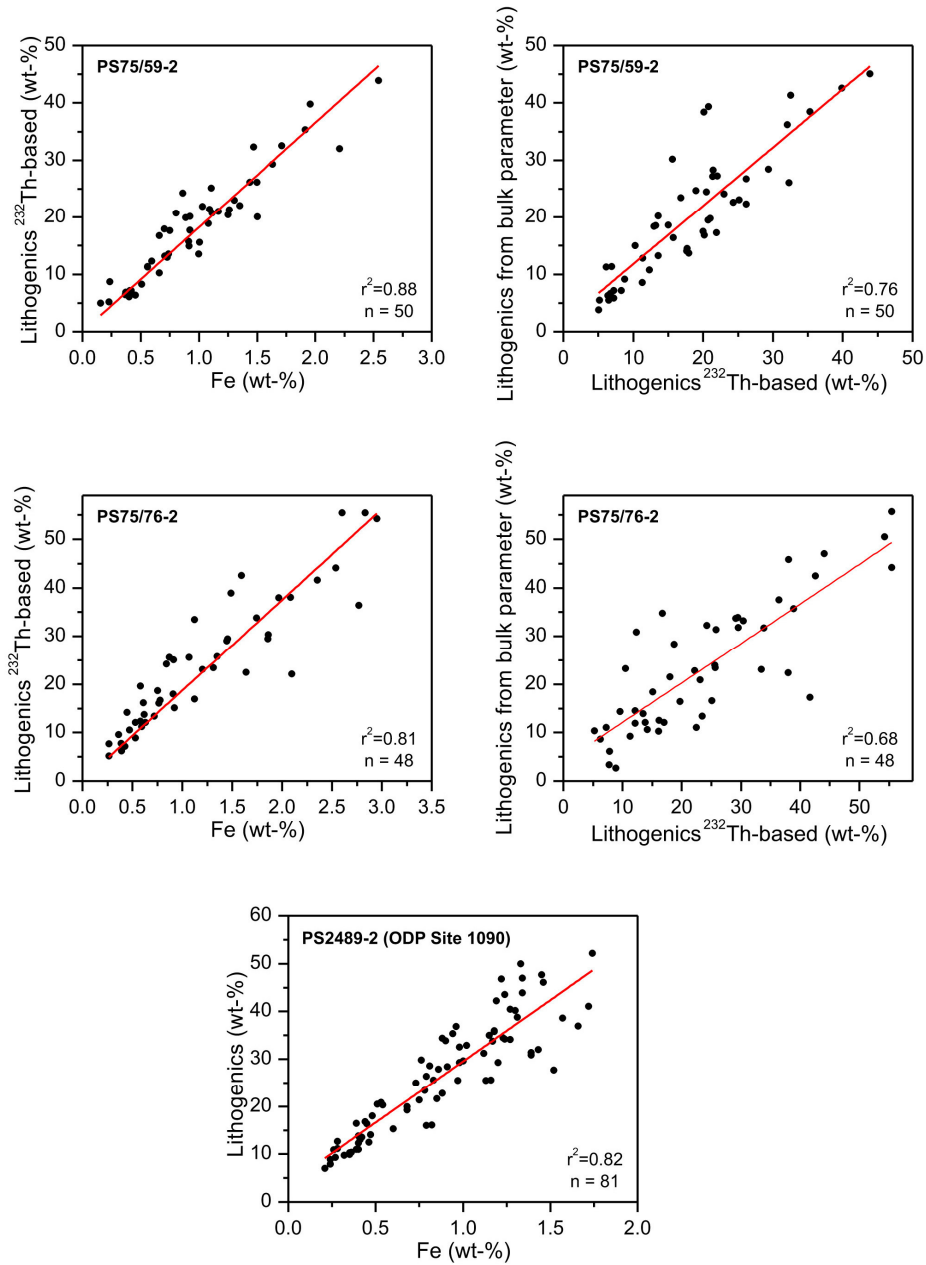 PS75/59-2
Lithogenics ²³²Th-based (wt-%)
50
40
30
20
10
0
r²=0.88
n = 50
0.0 0.5 1.0 1.5 2.0 2.5 3.0
Fe (wt-%)
PS75/59-2
Lithogenics from bulk parameter (wt-%)
50
40
30
20
10
0
r²=0.76
n = 50
0 10 20 30 40 50
Lithogenics ²³²Th-based (wt-%)
PS75/76-2
Lithogenics ²³²Th-based (wt-%)
50
40
30
20
10
0
r²=0.81
n = 48
0.0 0.5 1.0 1.5 2.0 2.5 3.0 3.5
Fe (wt-%)
PS75/76-2
Lithogenics from bulk parameter (wt-%)
50
40
30
20
10
0
r²=0.68
n = 48
0 10 20 30 40 50
Lithogenics ²³²Th-based (wt-%)
PS2489-2 (ODP Site 1090)
Lithogenics (wt-%)
60
50
40
30
20
10
0
r²=0.82
n = 81
0.0 0.5 1.0 1.5 2.0
Fe (wt-%)